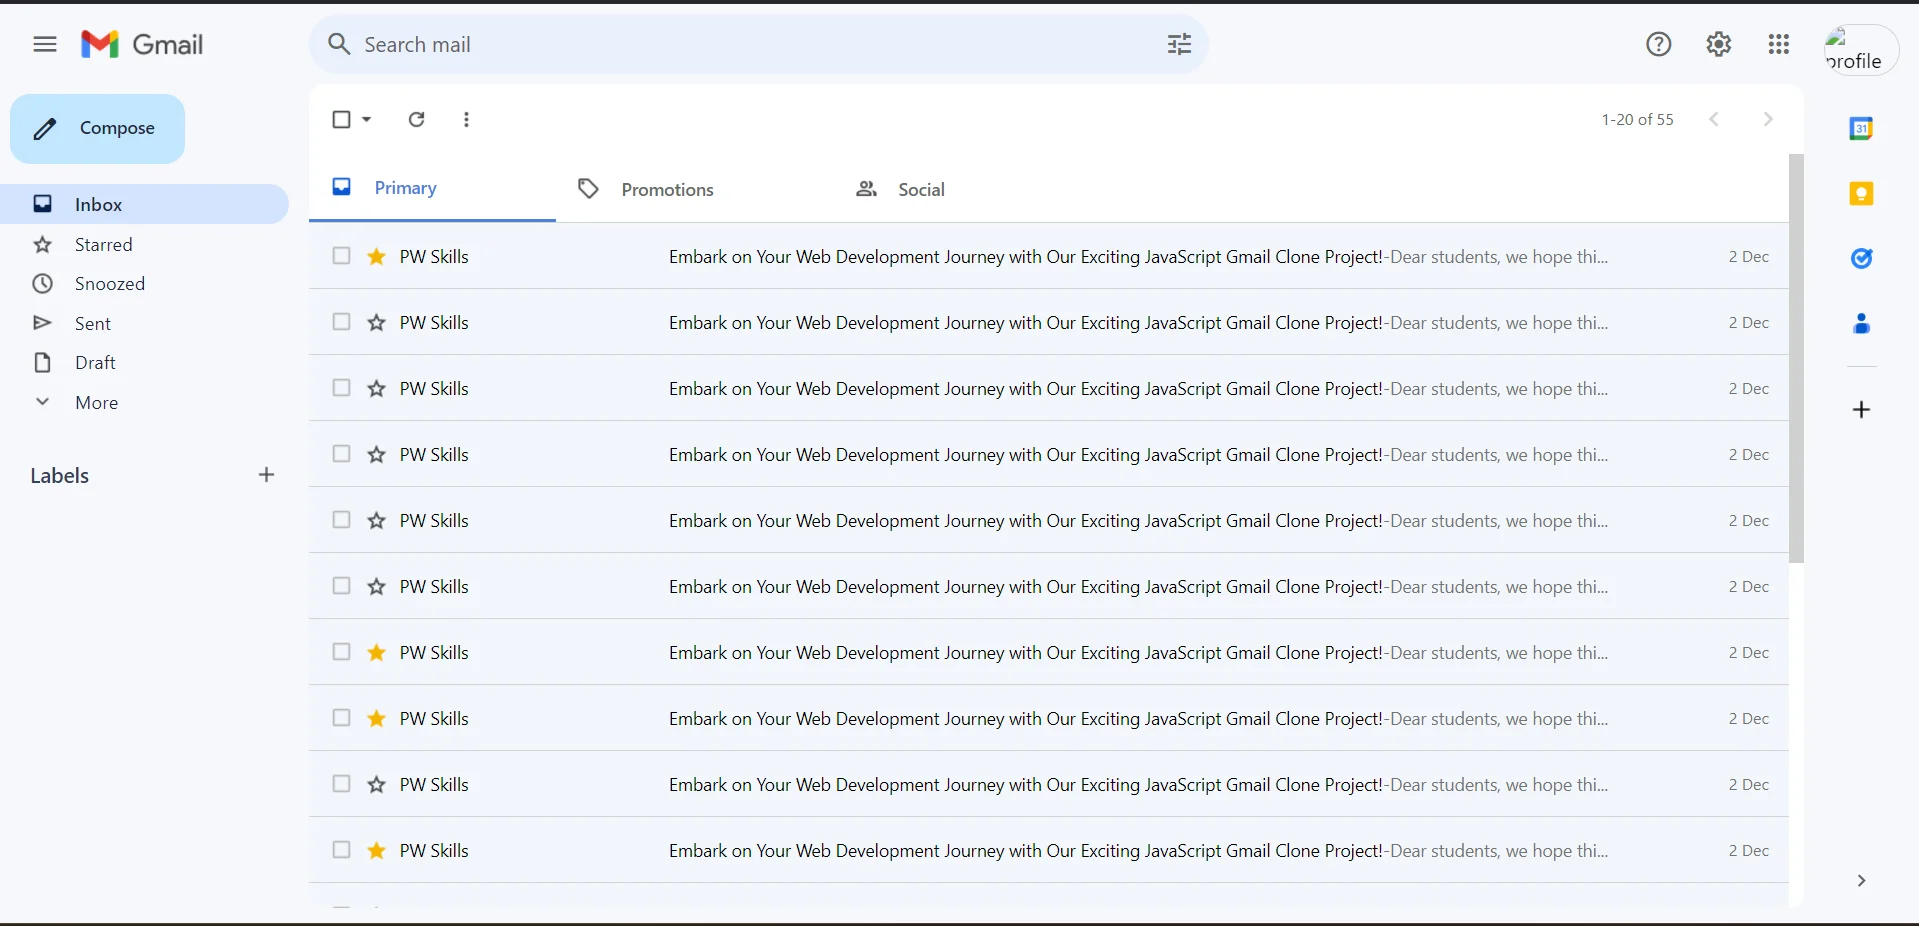 Gmail
Search mail
profile
Compose
1-20 of 55
31
Primary
Promotions
Social
Inbox
Starred
Snoozed
Sent
Draft
More
Labels
PW Skills Embark on Your Web Development Journey with Our Exciting JavaScript Gmail Clone Project!-Dear students, we hope thi... 2 Dec
PW Skills Embark on Your Web Development Journey with Our Exciting JavaScript Gmail Clone Project!-Dear students, we hope thi... 2 Dec
PW Skills Embark on Your Web Development Journey with Our Exciting JavaScript Gmail Clone Project!-Dear students, we hope thi... 2 Dec
PW Skills Embark on Your Web Development Journey with Our Exciting JavaScript Gmail Clone Project!-Dear students, we hope thi... 2 Dec
PW Skills Embark on Your Web Development Journey with Our Exciting JavaScript Gmail Clone Project!-Dear students, we hope thi... 2 Dec
PW Skills Embark on Your Web Development Journey with Our Exciting JavaScript Gmail Clone Project!-Dear students, we hope thi... 2 Dec
PW Skills Embark on Your Web Development Journey with Our Exciting JavaScript Gmail Clone Project!-Dear students, we hope thi... 2 Dec
PW Skills Embark on Your Web Development Journey with Our Exciting JavaScript Gmail Clone Project!-Dear students, we hope thi... 2 Dec
PW Skills Embark on Your Web Development Journey with Our Exciting JavaScript Gmail Clone Project!-Dear students, we hope thi... 2 Dec
PW Skills Embark on Your Web Development Journey with Our Exciting JavaScript Gmail Clone Project!-Dear students, we hope thi... 2 Dec